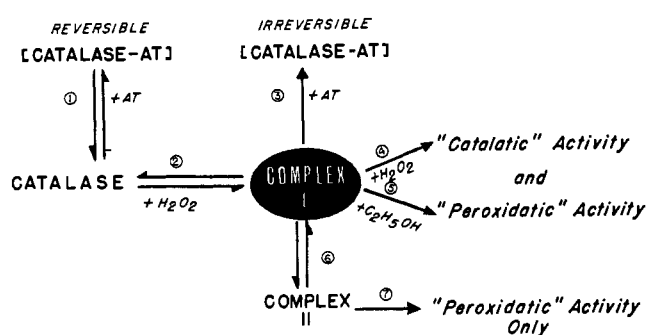 REVERSIBLE
[CATALASE-AT]
IRREVERSIBLE
[CATALASE-AT]
① +AT
③ +AT
②
CATALASE
+H₂O₂
COMPLEX
I
④
+H₂O₂
"Catalatic" Activity
and
⑤
+C₂H₅OH
"Peroxidatic" Activity
⑥
COMPLEX
II
⑦
"Peroxidatic" Activity
Only